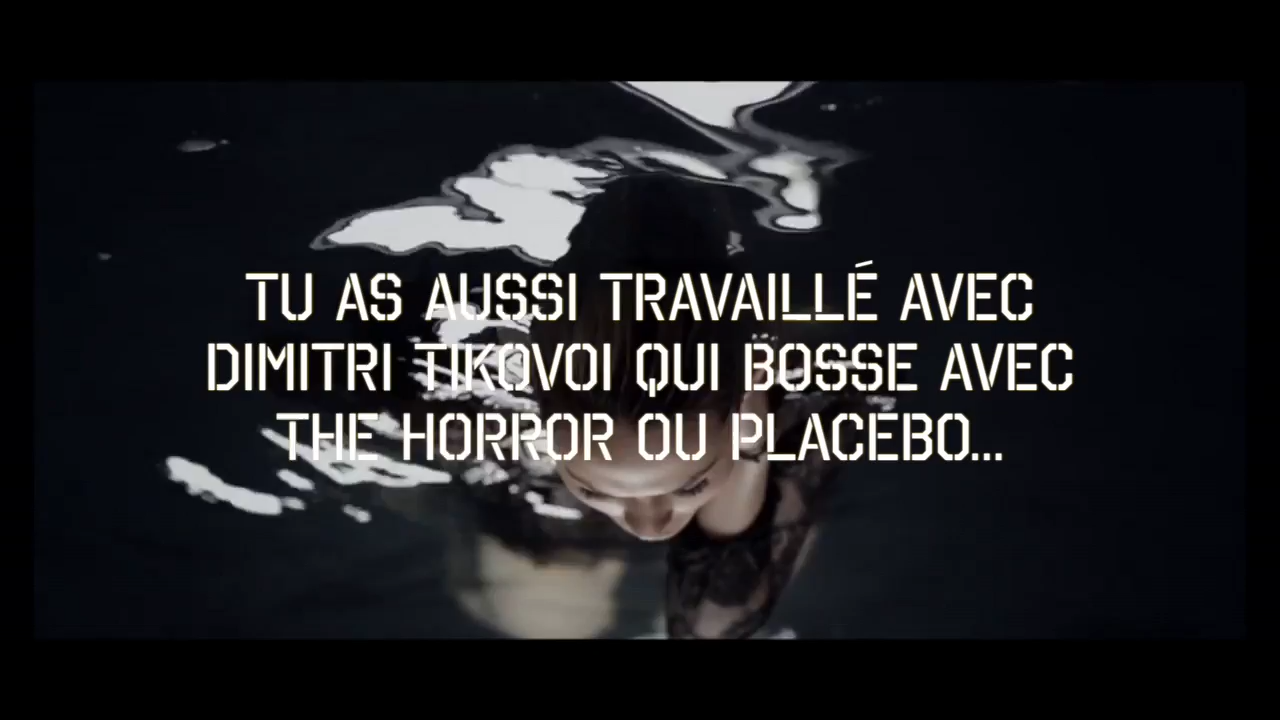 TU AS AUSSI TRAVAILLÉ AVEC
DIMITRI TIKOVOI QUI BOSSE AVEC
THE HORROR OU PLACEBO...